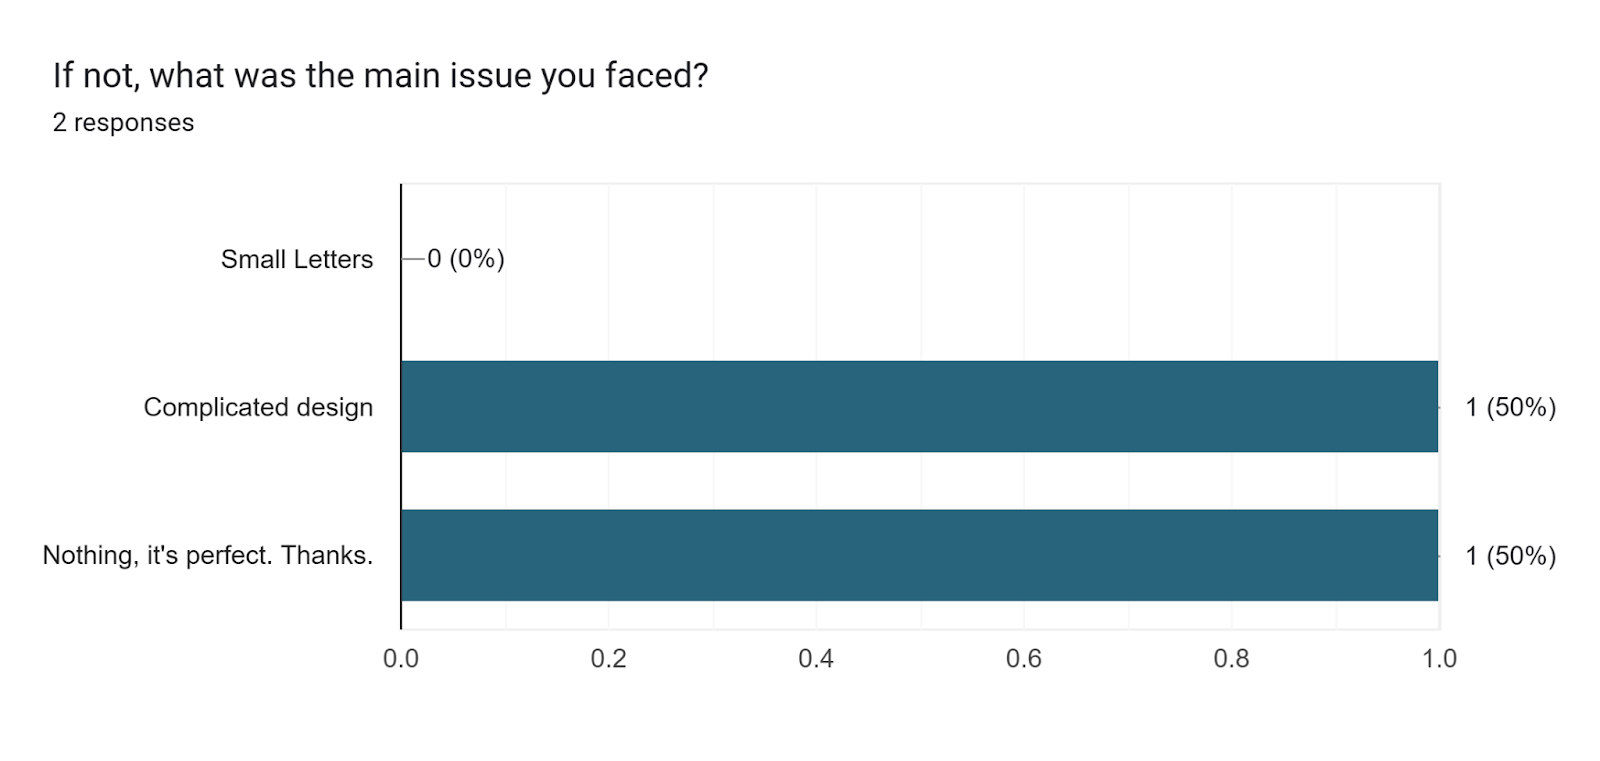 If not, what was the main issue you faced?
2 responses
Small Letters 0 (0%)
Complicated design 1 (50%)
Nothing, it's perfect. Thanks. 1 (50%)
0.0 0.2 0.4 0.6 0.8 1.0